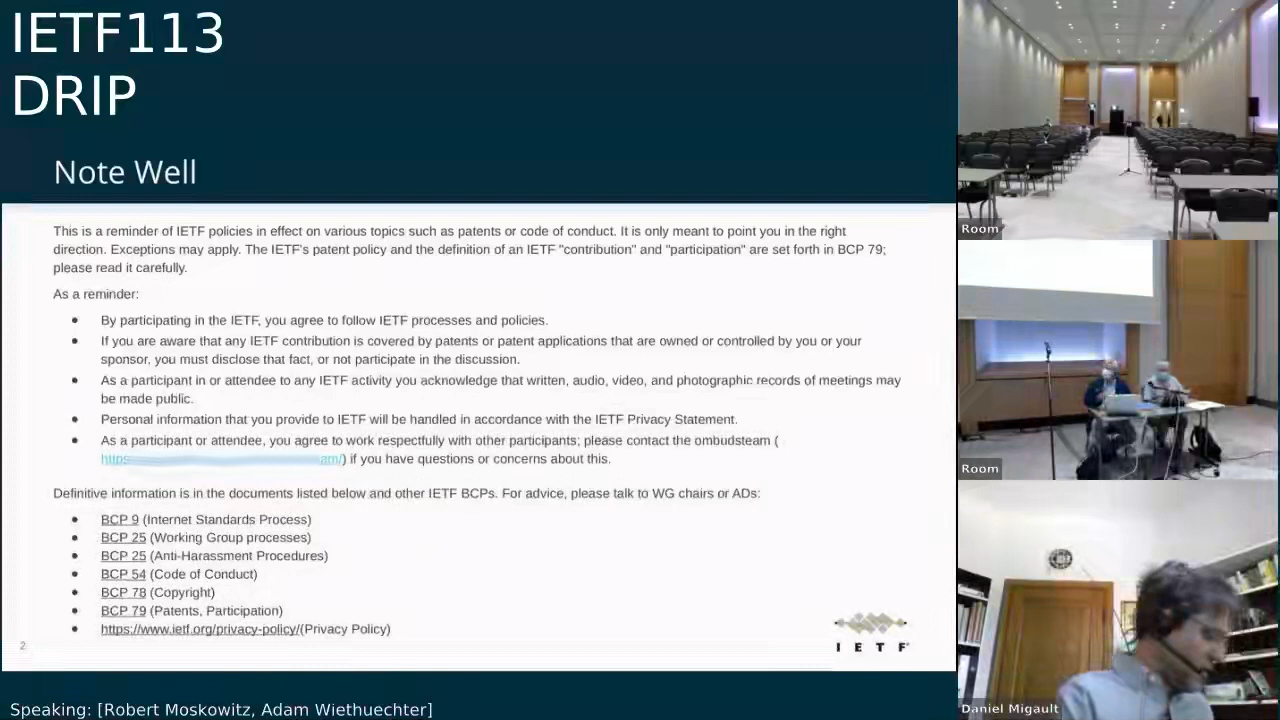 IETF113
DRIP
Note Well
This is a reminder of IETF policies in effect on various topics such as patents or code of conduct. It is only meant to point you in the right
direction. Exceptions may apply. The IETF's patent policy and the definition of an IETF "contribution" and "participation" are set forth in BCP 79;
please read it carefully.
As a reminder:
By participating in the IETF, you agree to follow IETF processes and policies.
If you are aware that any IETF contribution is covered by patents or patent applications that are owned or controlled by you or your
sponsor, you must disclose that fact, or not participate in the discussion.
As a participant in or attendee to any IETF activity you acknowledge that written, audio, video, and photographic records of meetings may
be made public.
Personal information that you provide to IETF will be handled in accordance with the IETF Privacy Statement.
As a participant or attendee, you agree to work respectfully with other participants; please contact the ombudsteam (
https am/) if you have questions or concerns about this.
Definitive information is in the documents listed below and other IETF BCPs. For advice, please talk to WG chairs or ADs:
BCP 9 (Internet Standards Process)
BCP 25 (Working Group processes)
BCP 25 (Anti-Harassment Procedures)
BCP 54 (Code of Conduct)
BCP 78 (Copyright)
BCP 79 (Patents, Participation)
https://www.ietf.org/privacy-policy/(Privacy Policy)
2
I E T F
Speaking: [Robert Moskowitz, Adam Wiethuechter]
Room
Room
Daniel Migault